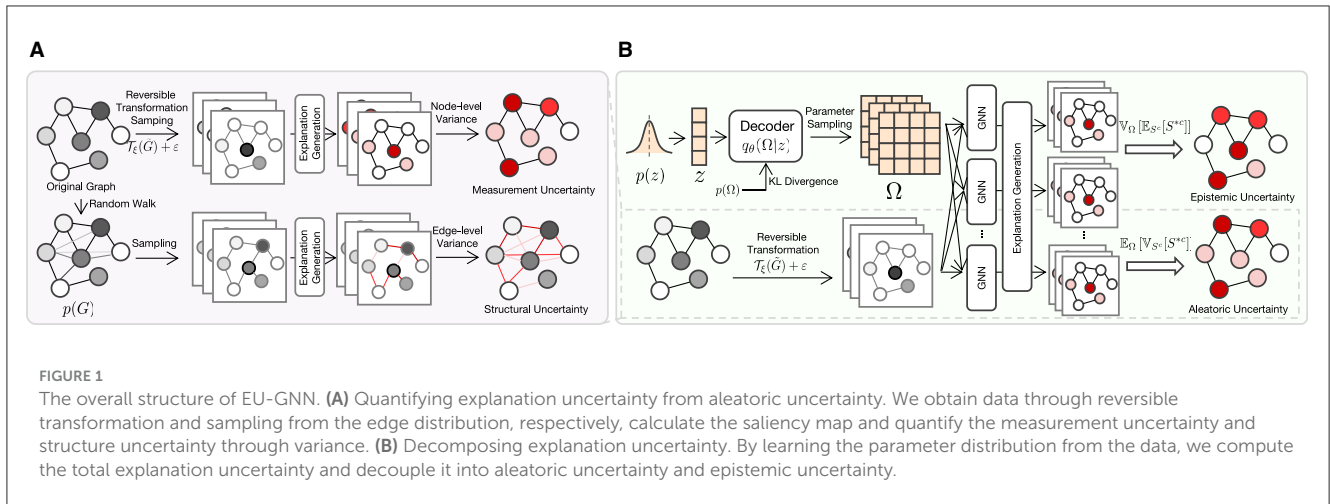 A
Reversible
Transformation
Samping
𝒯ξ(G̃) + ε
Explanation
Generation
Node-level
Variance
Original Graph
Measurement Uncertainty
Random Walk
Sampling
Explanation
Generation
Edge-level
Variance
p(G)
Structural Uncertainty
B
p(z)
z
Decoder
qθ(Ω|z)
p(Ω)
KL Divergence
Parameter
Sampling
Ω
Reversible
Transformation
𝒯ξ(G̃) + ε
GNN
GNN
GNN
Explanation Generation
𝕍Ω [𝔼Sᵉ[S*ᶜ]]
Epistemic Uncertainty
𝔼Ω [𝕍Sᵉ[S*ᶜ]]
Aleatoric Uncertainty
FIGURE 1
The overall structure of EU-GNN. (A) Quantifying explanation uncertainty from aleatoric uncertainty. We obtain data through reversible
transformation and sampling from the edge distribution, respectively, calculate the saliency map and quantify the measurement uncertainty and
structure uncertainty through variance. (B) Decomposing explanation uncertainty. By learning the parameter distribution from the data, we compute
the total explanation uncertainty and decouple it into aleatoric uncertainty and epistemic uncertainty.